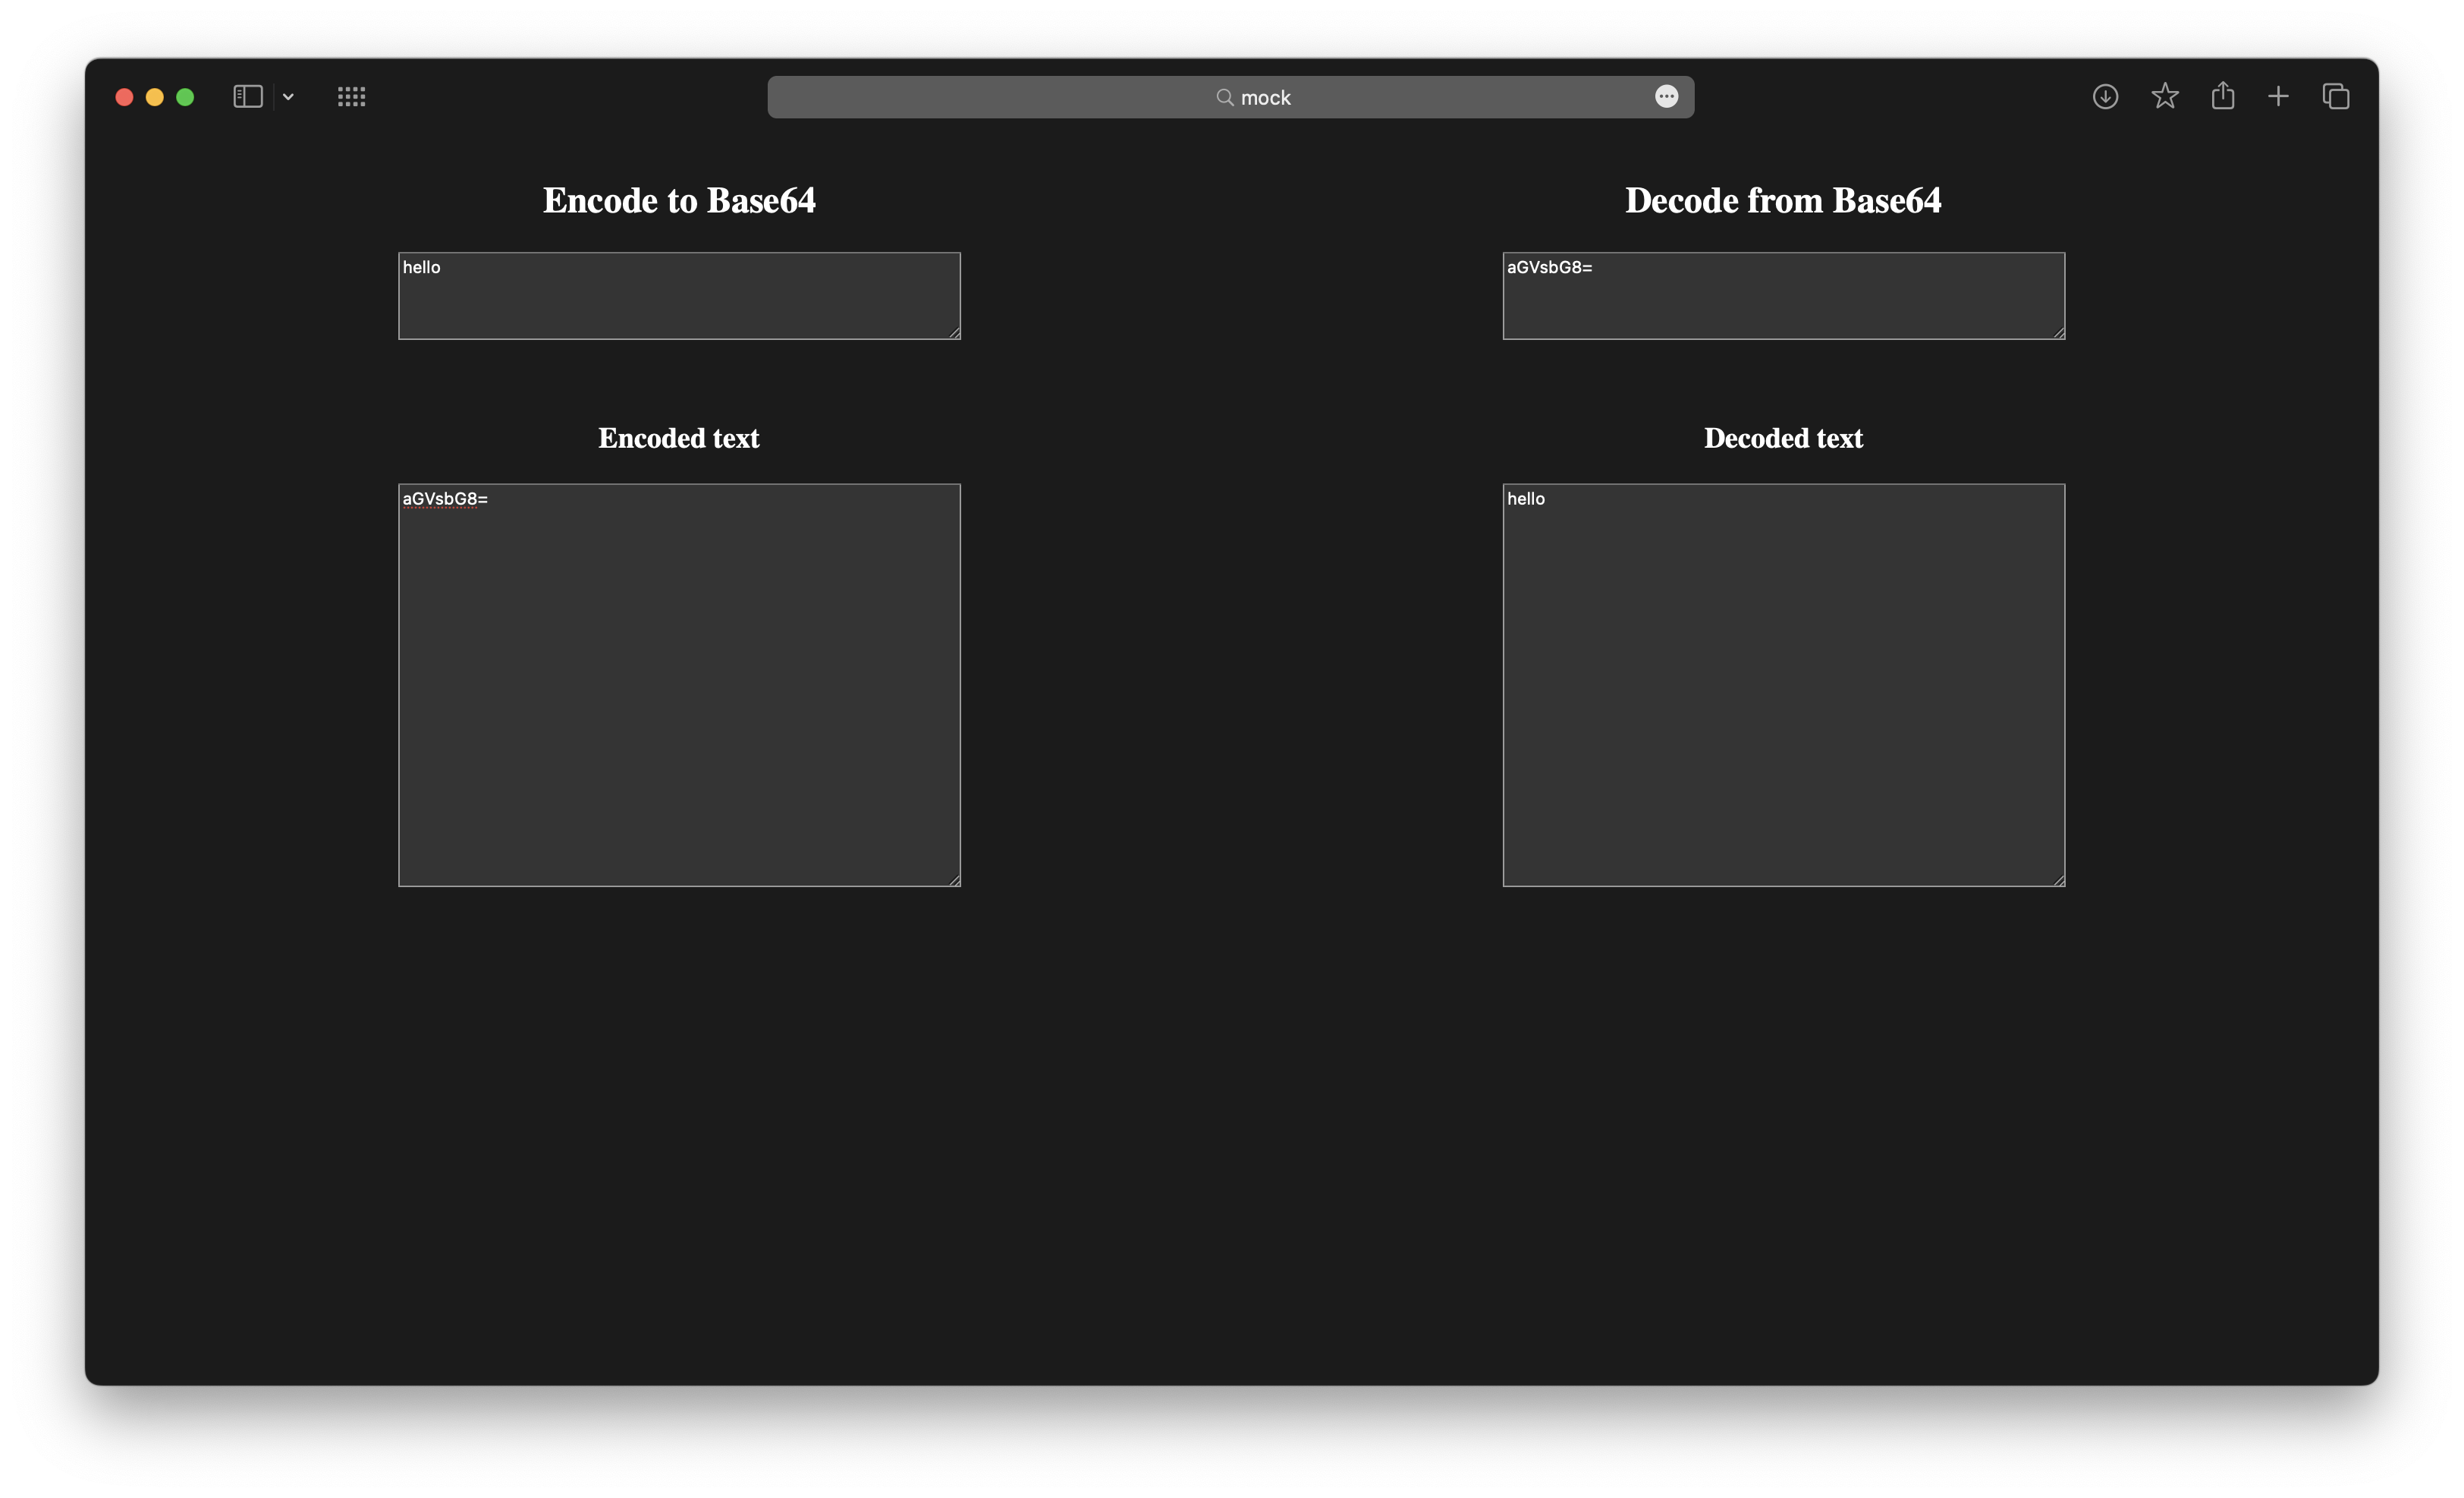 mock
Encode to Base64
hello
Encoded text
aGVsbG8=
Decode from Base64
aGVsbG8=
Decoded text
hello